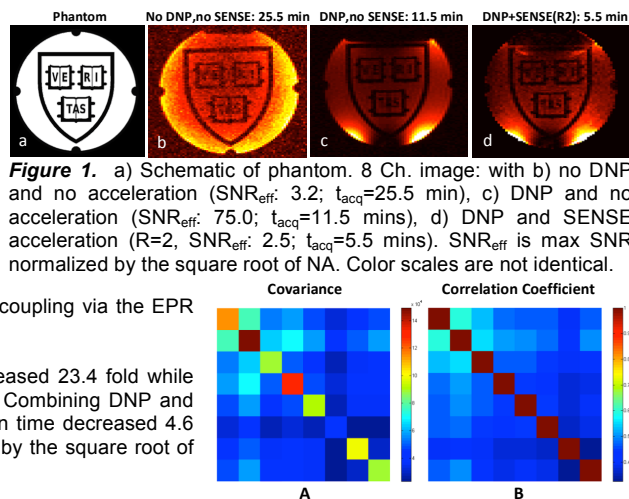 Phantom
No DNP,no SENSE: 25.5 min
DNP,no SENSE: 11.5 min
DNP+SENSE(R2): 5.5 min
VE RI
TAS
a
b
c
d
Figure 1. a) Schematic of phantom. 8 Ch. image: with b) no DNP
and no acceleration (SNReff: 3.2; tacq=25.5 min), c) DNP and no
acceleration (SNReff: 75.0; tacq=11.5 mins), d) DNP and SENSE
acceleration (R=2, SNReff: 2.5; tacq=5.5 mins). SNReff is max SNR
normalized by the square root of NA. Color scales are not identical.
coupling via the EPR
eased 23.4 fold while
Combining DNP and
n time decreased 4.6
by the square root of
Covariance
Correlation Coefficient
A
B